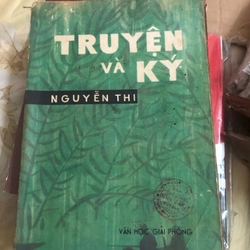 TRUYỆN
VÀ KÝ
NGUYỄN THI
VĂN HỌC GIẢI PHÓNG